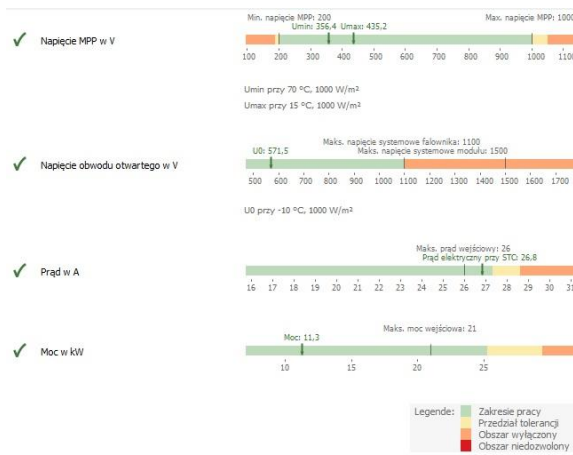 Min. napięcie MPP: 200 Max. napięcie MPP: 1000
Umin: 356,4 Umax: 435,2
Napięcie MPP w V
100 200 300 400 500 600 700 800 900 1000 1100
Umin przy 70 °C, 1000 W/m²
Umax przy 15 °C, 1000 W/m²
Maks. napięcie systemowe falownika: 1100
U0: 571,5 Maks. napięcie systemowe modułu: 1500
Napięcie obwodu otwartego w V
500 600 700 800 900 1000 1100 1200 1300 1400 1500 1600 1700
U0 przy -10 °C, 1000 W/m²
Maks. prąd wejściowy: 26
Prąd elektryczny przy STC: 26,8
Prąd w A
16 17 18 19 20 21 22 23 24 25 26 27 28 29 30 31
Maks. moc wejściowa: 21
Moc: 11,3
Moc w kW
10 15 20 25
Legende: Zakresie pracy
Przedział tolerancji
Obszar wyłączony
Obszar niedozwolony